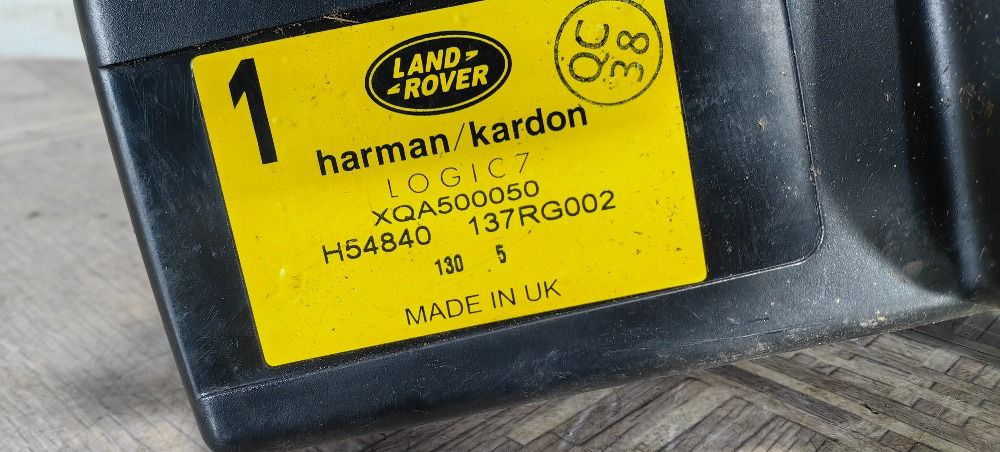 1
LAND-
-ROVER
QC
38
harman/kardon
LOGIC7
XQA500050
H54840 137RG002
130 5
MADE IN UK